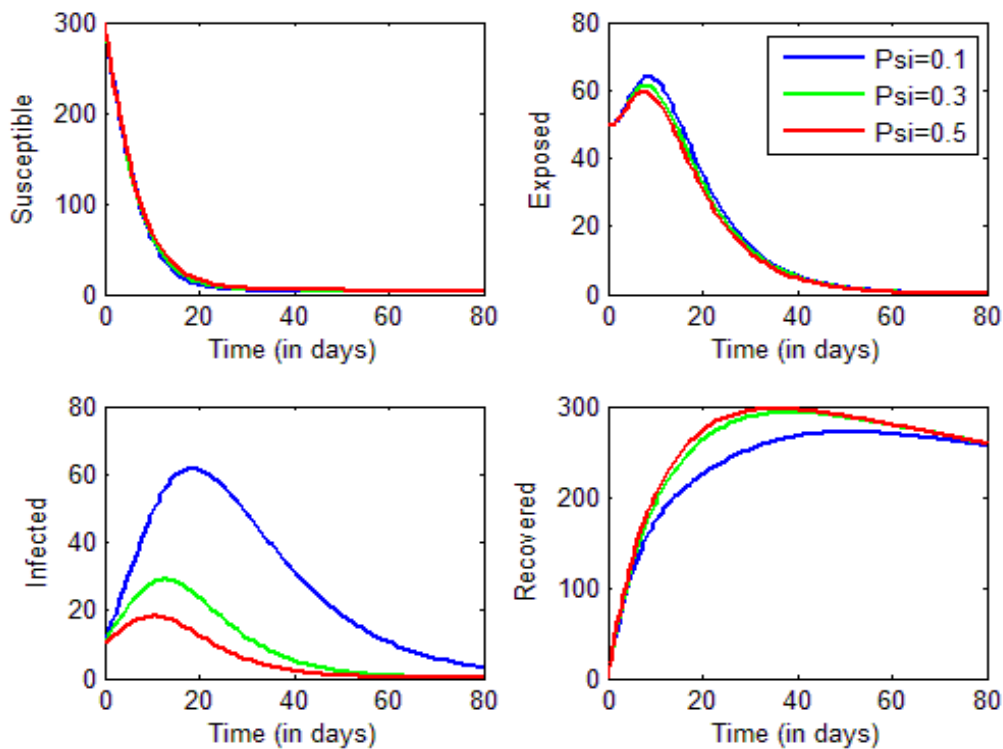 Susceptible
300
200
100
0
0 20 40 60 80
Time (in days)
Exposed
80
60
40
20
0
0 20 40 60 80
Time (in days)
Psi=0.1
Psi=0.3
Psi=0.5
Infected
80
60
40
20
0
0 20 40 60 80
Time (in days)
Recovered
300
200
100
0
0 20 40 60 80
Time (in days)